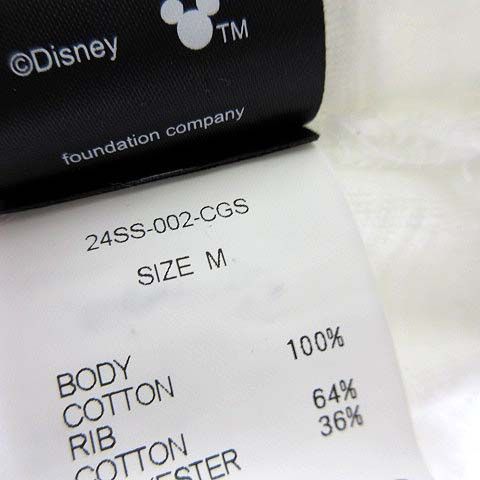 ©Disney
TM
foundation company
24SS-002-CGS
SIZE M
BODY
COTTON 100%
RIB
COTTON 64%
36%